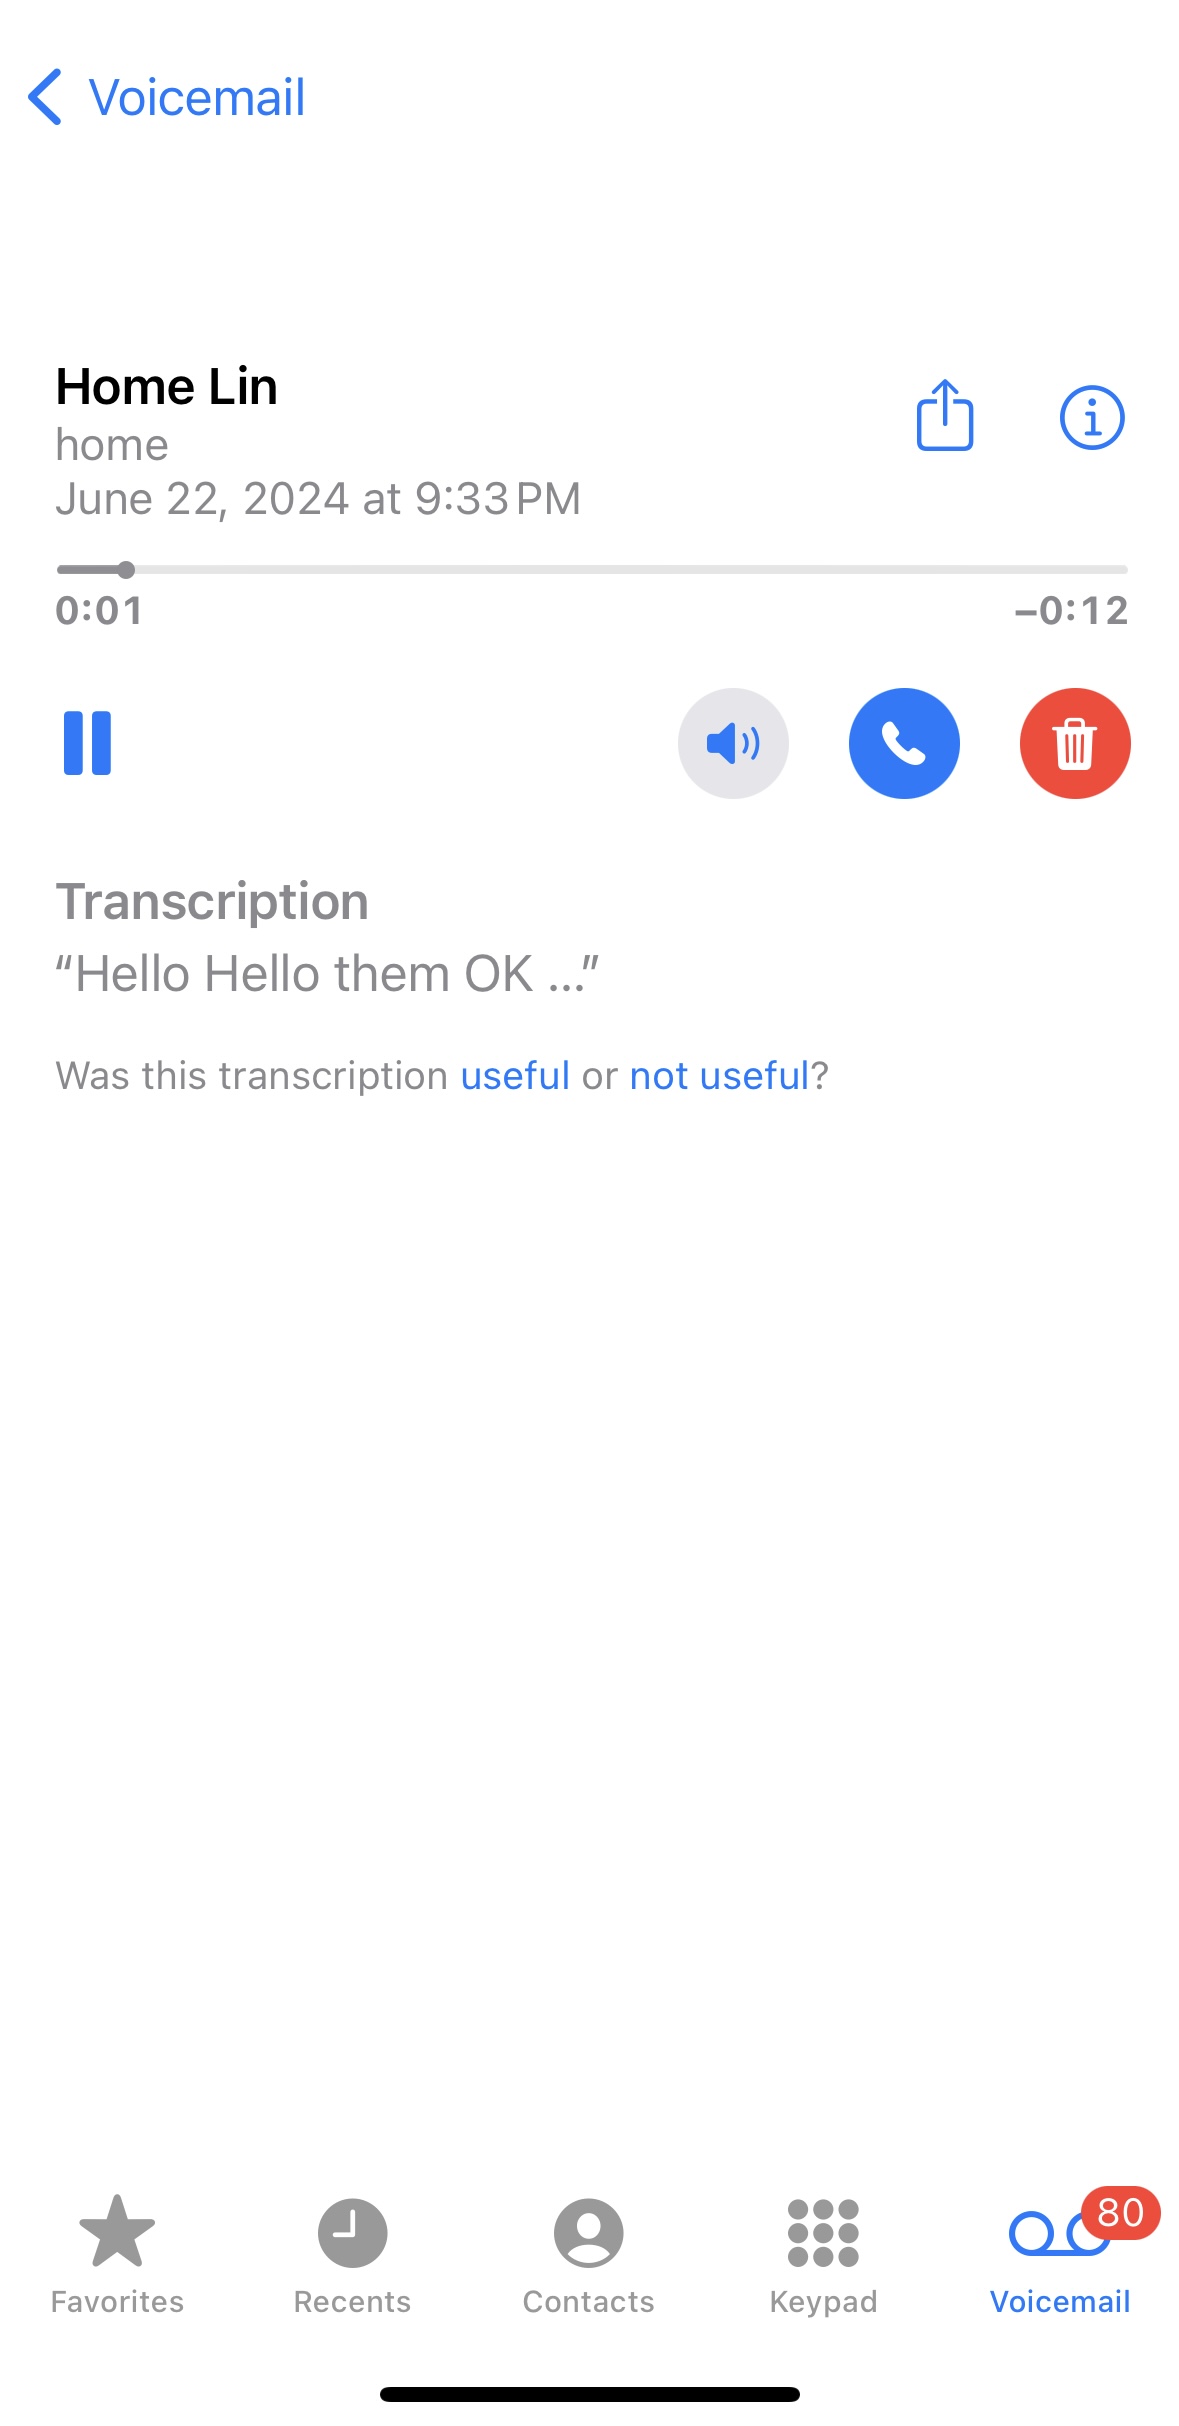 Voicemail
Home Lin
home
June 22, 2024 at 9:33 PM
0:01
–0:12
Transcription
“Hello Hello them OK ...”
Was this transcription useful or not useful?
80
Favorites
Recents
Contacts
Keypad
Voicemail